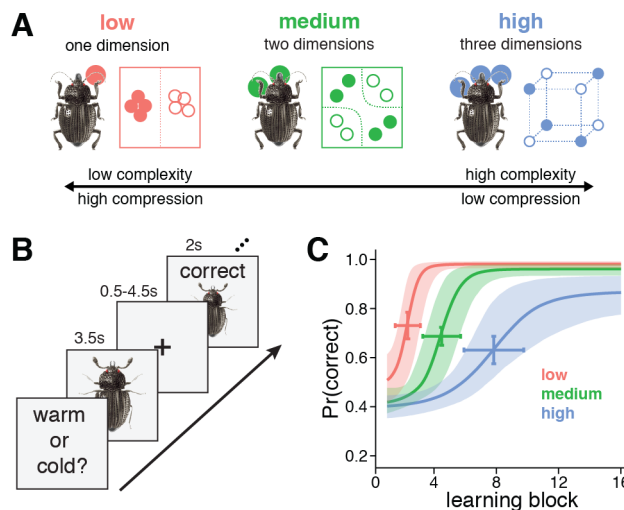 A
low
one dimension
medium
two dimensions
high
three dimensions
low complexity
high compression
high complexity
low compression
B
2s
correct
0.5-4.5s
+
3.5s
warm
or
cold?
C
1.0
0.8
0.6
0.4
0.2
Pr(correct)
low
medium
high
0
4
8
12
16
learning block